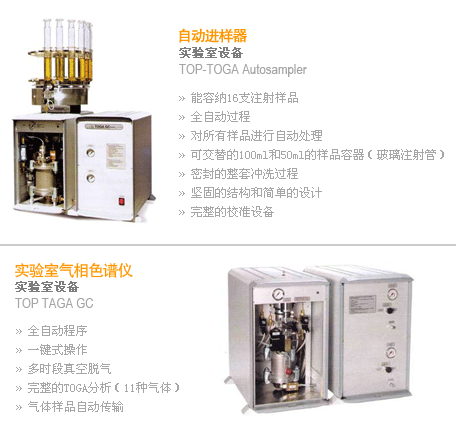 自动进样器
实验室设备
TOP-TOGA Autosampler
» 能容纳16支注射样品
» 全自动过程
» 对所有样品进行自动处理
» 可交替的100ml和50ml的样品容器（玻璃注射管）
» 密封的整套冲洗过程
» 坚固的结构和简单的设计
» 完整的校准设备
TOGA GC
实验室气相色谱仪
实验室设备
TOP TAGA GC
» 全自动程序
» 一键式操作
» 多时段真空脱气
» 完整的TOGA分析（11种气体）
» 气体样品自动传输